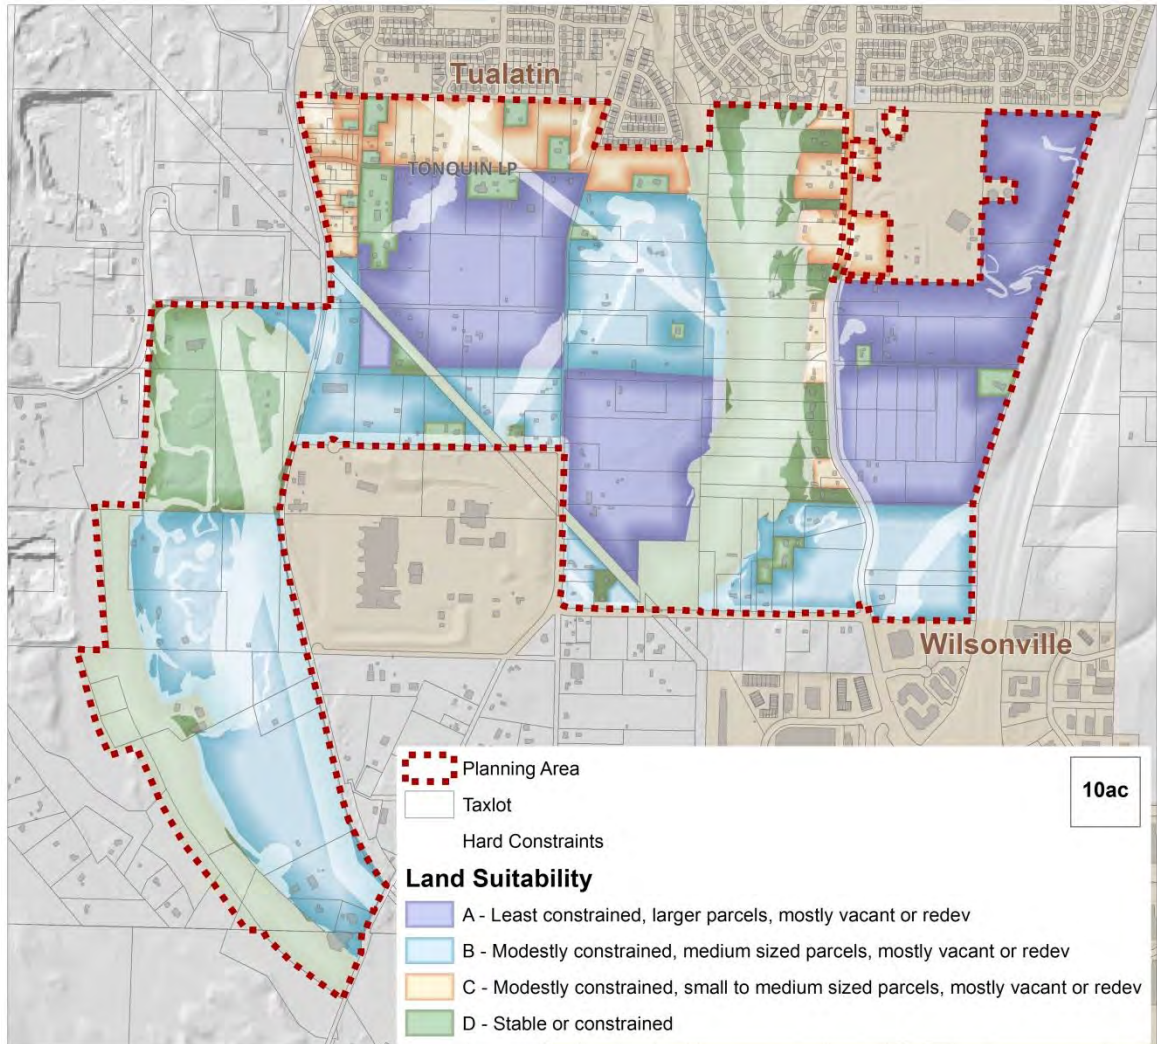 Tualatin
TONQUIN LP
Wilsonville
Planning Area
10ac
Taxlot
Hard Constraints
Land Suitability
A - Least constrained, larger parcels, mostly vacant or redev
B - Modestly constrained, medium sized parcels, mostly vacant or redev
C - Modestly constrained, small to medium sized parcels, mostly vacant or redev
D - Stable or constrained